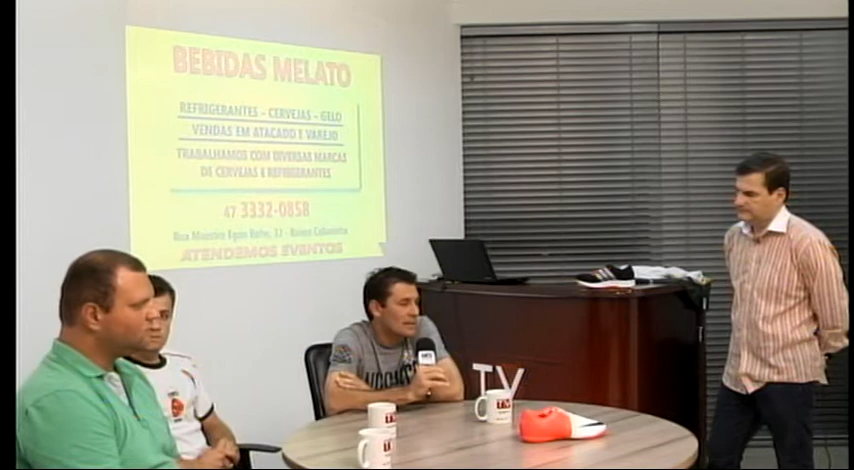 BEBIDAS MELATO
REFRIGERANTES - CERVEJAS - GELO
VENDAS EM ATACADO E VAREJO
TRABALHAMOS COM DIVERSAS MARCAS
DE CERVEJAS E REFRIGERANTES
47 3332-0858
ATENDEMOS EVENTOS
TV